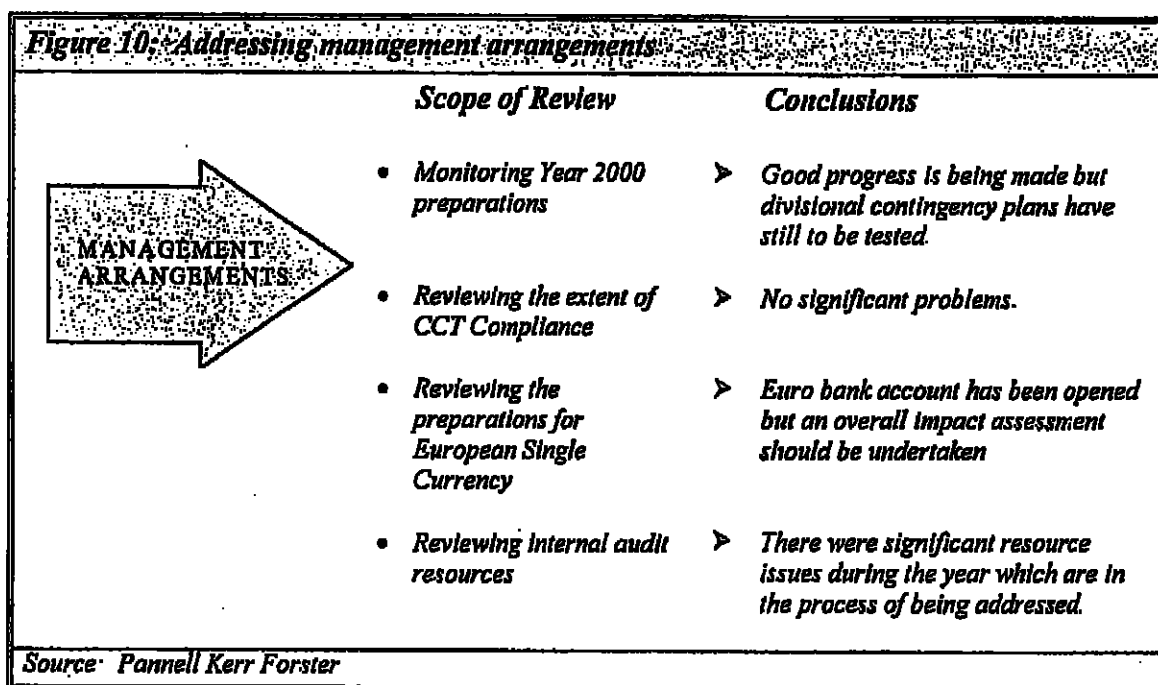 Figure 10: Addressing management arrangements
Scope of Review
Conclusions
MANAGEMENT
ARRANGEMENTS
• Monitoring Year 2000
preparations
➤ Good progress is being made but
divisional contingency plans have
still to be tested.
• Reviewing the extent of
CCT Compliance
➤ No significant problems.
• Reviewing the
preparations for
European Single
Currency
➤ Euro bank account has been opened
but an overall impact assessment
should be undertaken
• Reviewing internal audit
resources
➤ There were significant resource
issues during the year which are in
the process of being addressed.
Source: Pannell Kerr Forster